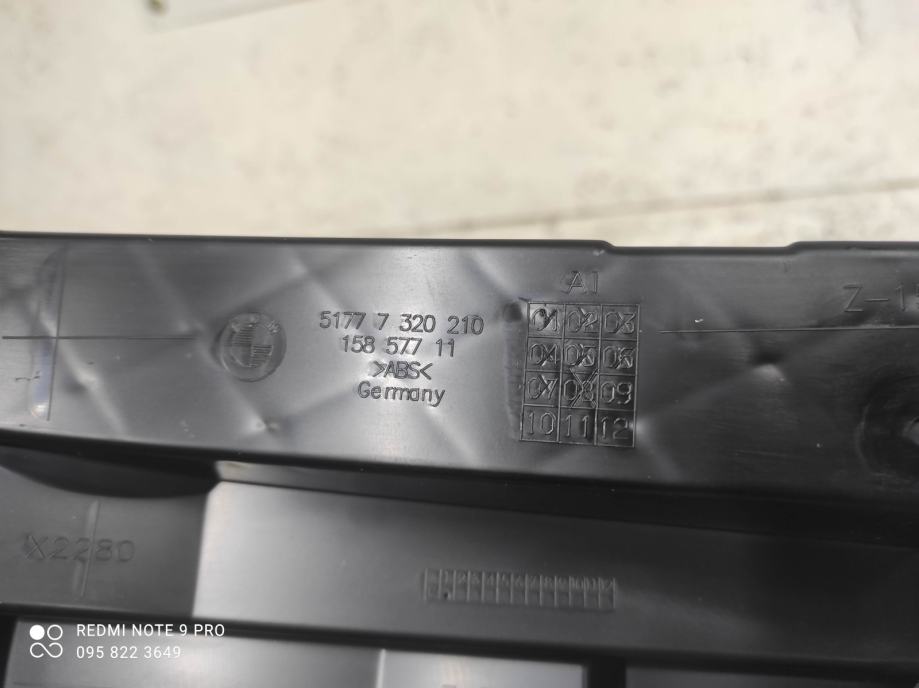 A1
Z-1
5177 7 320 210
158 577 11
>ABS<
Germany
01 02 03
04 05 06
07 08 09
10 11 12
X2280
REDMI NOTE 9 PRO
095 822 3649